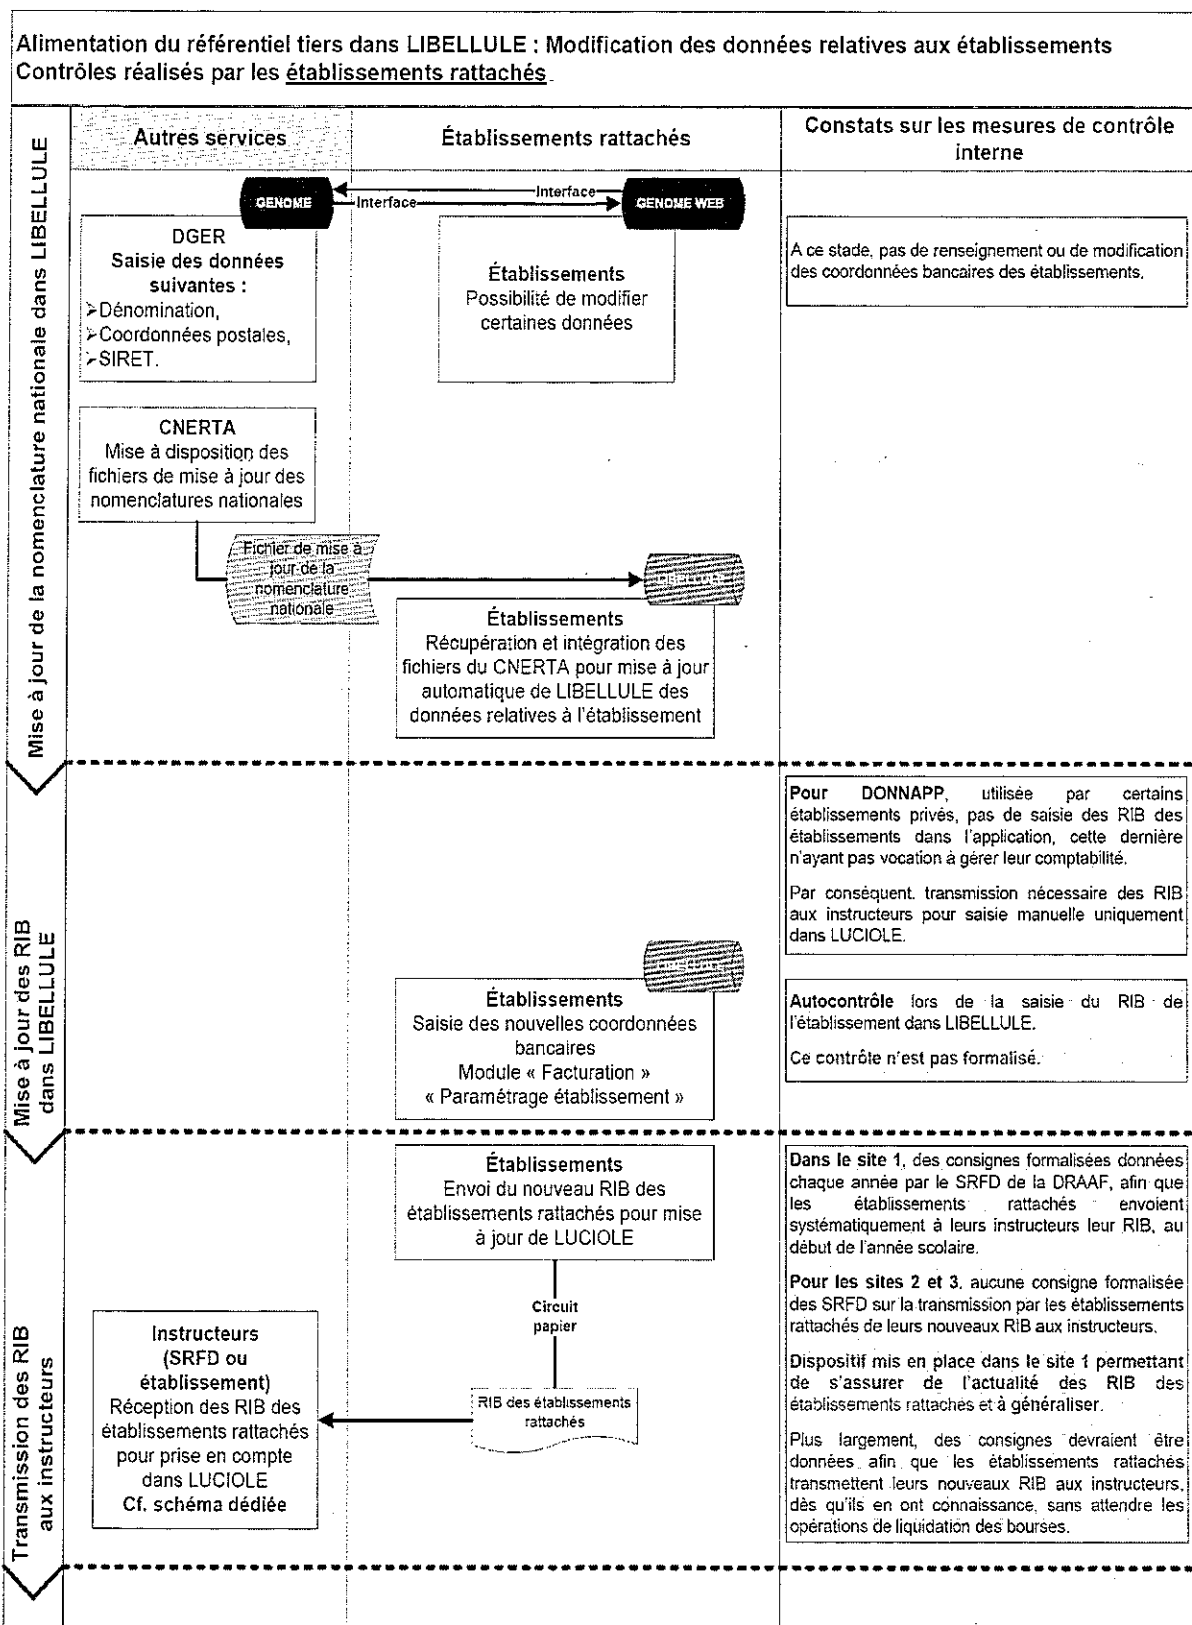 Alimentation du référentiel tiers dans LIBELLULE : Modification des données relatives aux établissements
Contrôles réalisés par les établissements rattachés
Mise à jour de la nomenclature nationale dans LIBELLULE
Autres services
Établissements rattachés
Constats sur les mesures de contrôle
interne
GENOME
Interface
Interface
GENOME WEB
DGER
Saisie des données
suivantes :
➢Dénomination,
➢Coordonnées postales,
➢SIRET.
Établissements
Possibilité de modifier
certaines données
A ce stade, pas de renseignement ou de modification
des coordonnées bancaires des établissements.
CNERTA
Mise à disposition des
fichiers de mise à jour des
nomenclatures nationales
Fichier de mise à
jour de la
nomenclature
nationale
LIBELLULE
Établissements
Récupération et intégration des
fichiers du CNERTA pour mise à jour
automatique de LIBELLULE des
données relatives à l'établissement
Mise à jour des RIB
dans LIBELLULE
Pour DONNAPP, utilisée par certains
établissements privés, pas de saisie des RIB des
établissements dans l'application, cette dernière
n'ayant pas vocation à gérer leur comptabilité.
Par conséquent. transmission nécessaire des RIB
aux instructeurs pour saisie manuelle uniquement
dans LUCIOLE.
LIBELLULE
Établissements
Saisie des nouvelles coordonnées
bancaires
Module « Facturation »
« Paramétrage établissement »
Autocontrôle lors de la saisie du RIB de
l'établissement dans LIBELLULE.
Ce contrôle n'est pas formalisé.
Transmission des RIB
aux instructeurs
Établissements
Envoi du nouveau RIB des
établissements rattachés pour mise
à jour de LUCIOLE
Circuit
papier
RIB des établissements
rattachés
Instructeurs
(SRFD ou
établissement)
Réception des RIB des
établissements rattachés
pour prise en compte
dans LUCIOLE
Cf. schéma dédiée
Dans le site 1, des consignes formalisées données
chaque année par le SRFD de la DRAAF, afin que
les établissements rattachés envoient
systématiquement à leurs instructeurs leur RIB, au
début de l'année scolaire.
Pour les sites 2 et 3. aucune consigne formalisée
des SRFD sur la transmission par les établissements
rattachés de leurs nouveaux RIB aux instructeurs.
Dispositif mis en place dans le site 1 permettant
de s'assurer de l'actualité des RIB des
établissements rattachés et à généraliser.
Plus largement, des consignes devraient être
données afin que les établissements rattachés
transmettent leurs nouveaux RIB aux instructeurs,
dès qu'ils en ont connaissance, sans attendre les
opérations de liquidation des bourses.